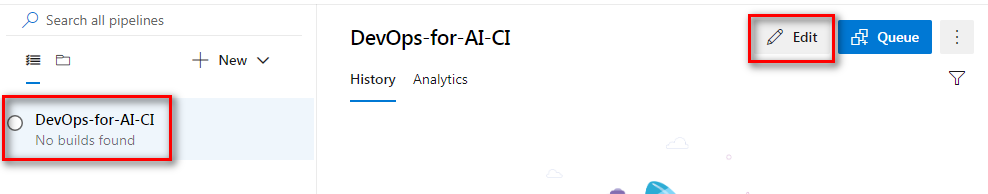 Search all pipelines
New
DevOps-for-AI-CI
No builds found
DevOps-for-AI-CI
Edit
Queue
History
Analytics